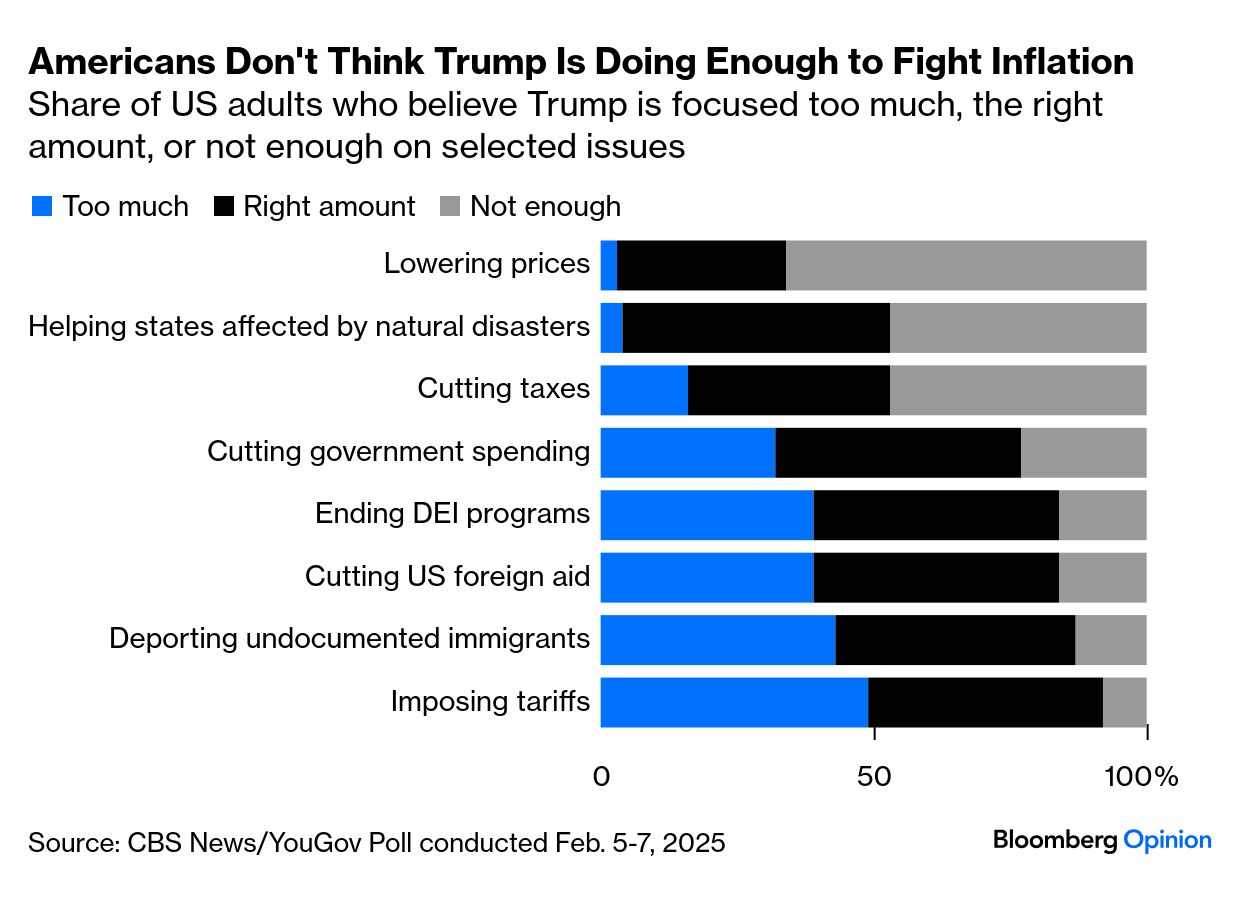 Americans Don't Think Trump Is Doing Enough to Fight Inflation
Share of US adults who believe Trump is focused too much, the right
amount, or not enough on selected issues
Too much Right amount Not enough
Lowering prices
Helping states affected by natural disasters
Cutting taxes
Cutting government spending
Ending DEI programs
Cutting US foreign aid
Deporting undocumented immigrants
Imposing tariffs
0 50 100%
Source: CBS News/YouGov Poll conducted Feb. 5-7, 2025
Bloomberg Opinion